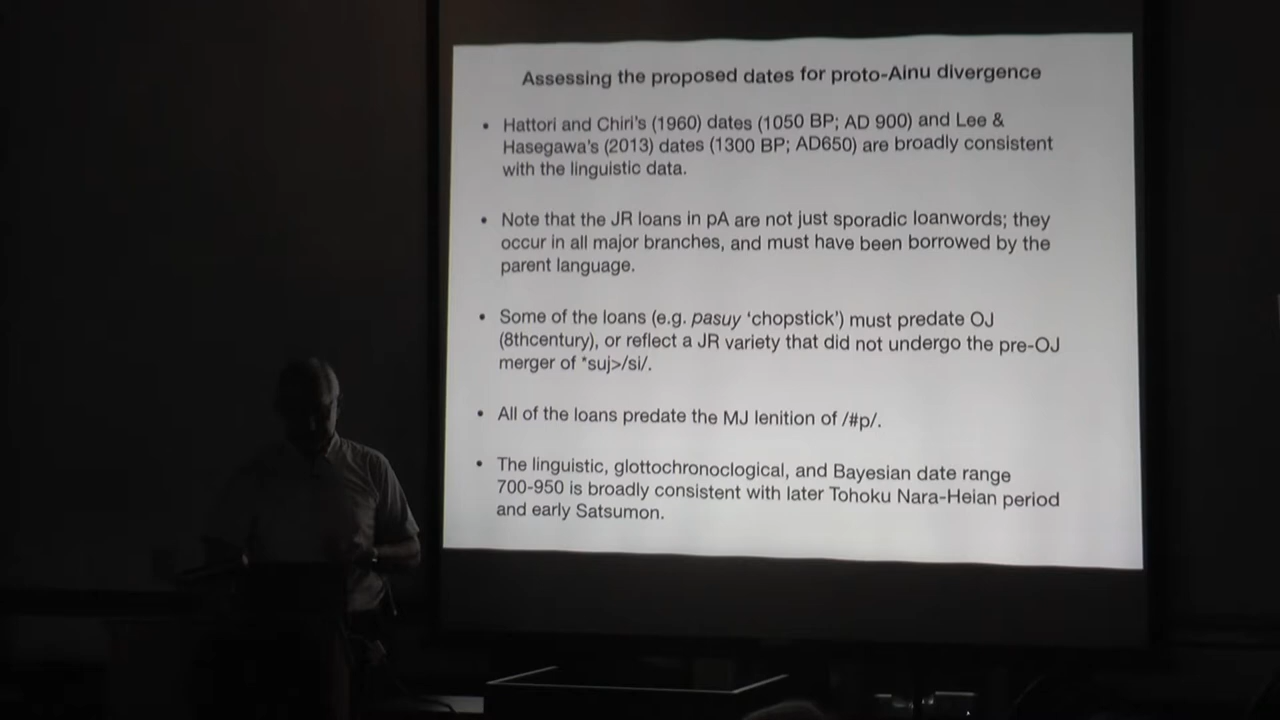 Assessing the proposed dates for proto-Ainu divergence
• Hattori and Chiri's (1960) dates (1050 BP; AD 900) and Lee &
Hasegawa's (2013) dates (1300 BP; AD650) are broadly consistent
with the linguistic data.
• Note that the JR loans in pA are not just sporadic loanwords; they
occur in all major branches, and must have been borrowed by the
parent language.
• Some of the loans (e.g. pasuy ‘chopstick’) must predate OJ
(8thcentury), or reflect a JR variety that did not undergo the pre-OJ
merger of *suj>/si/.
• All of the loans predate the MJ lenition of /#p/.
• The linguistic, glottochronoclogical, and Bayesian date range
700-950 is broadly consistent with later Tohoku Nara-Heian period
and early Satsumon.